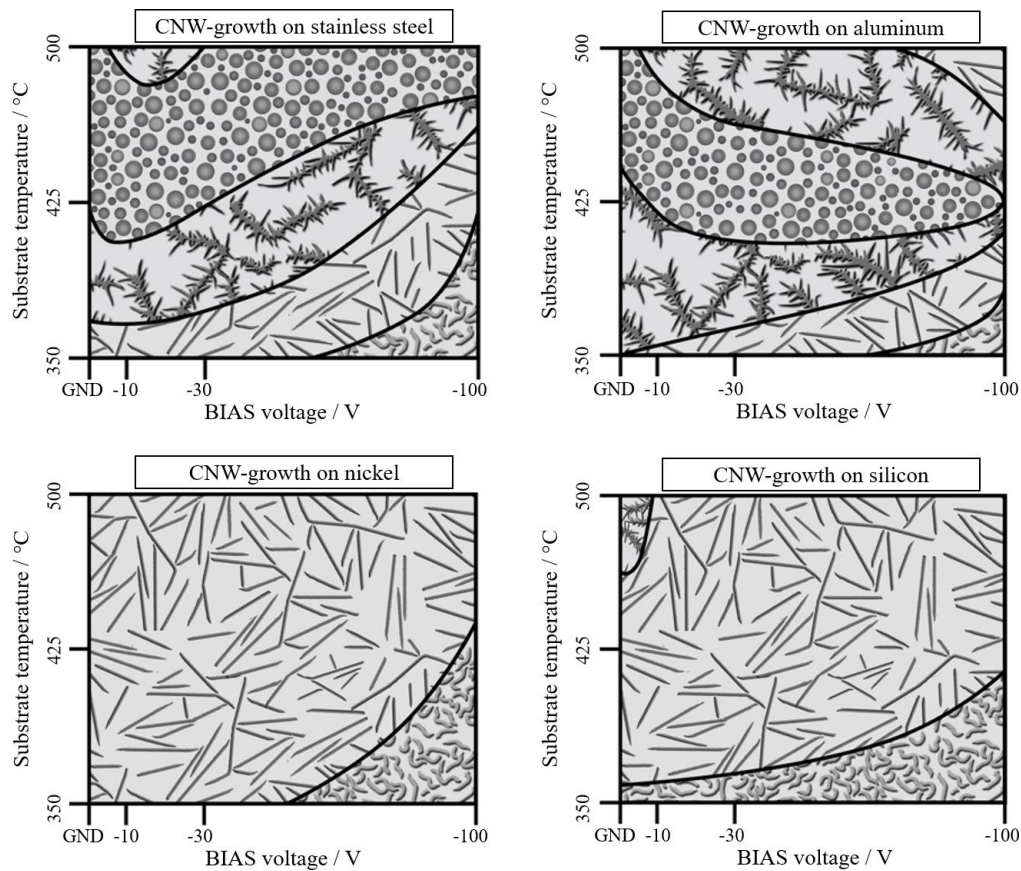 CNW-growth on stainless steel
Substrate temperature / °C
500
425
350
GND -10 -30 -100
BIAS voltage / V
CNW-growth on aluminum
Substrate temperature / °C
500
425
350
GND -10 -30 -100
BIAS voltage / V
CNW-growth on nickel
Substrate temperature / °C
500
425
350
GND -10 -30 -100
BIAS voltage / V
CNW-growth on silicon
Substrate temperature / °C
500
425
350
GND -10 -30 -100
BIAS voltage / V